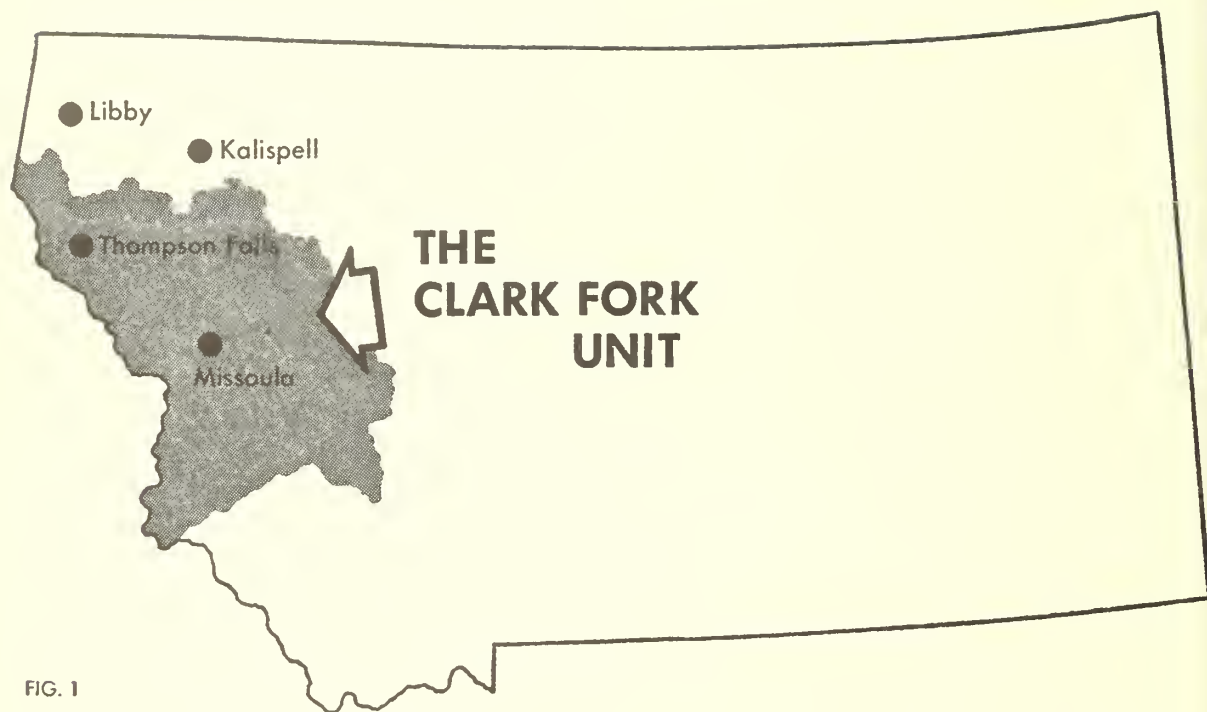 Libby
Kalispell
Thompson Falls
THE
CLARK FORK
UNIT
Missoula
FIG. 1